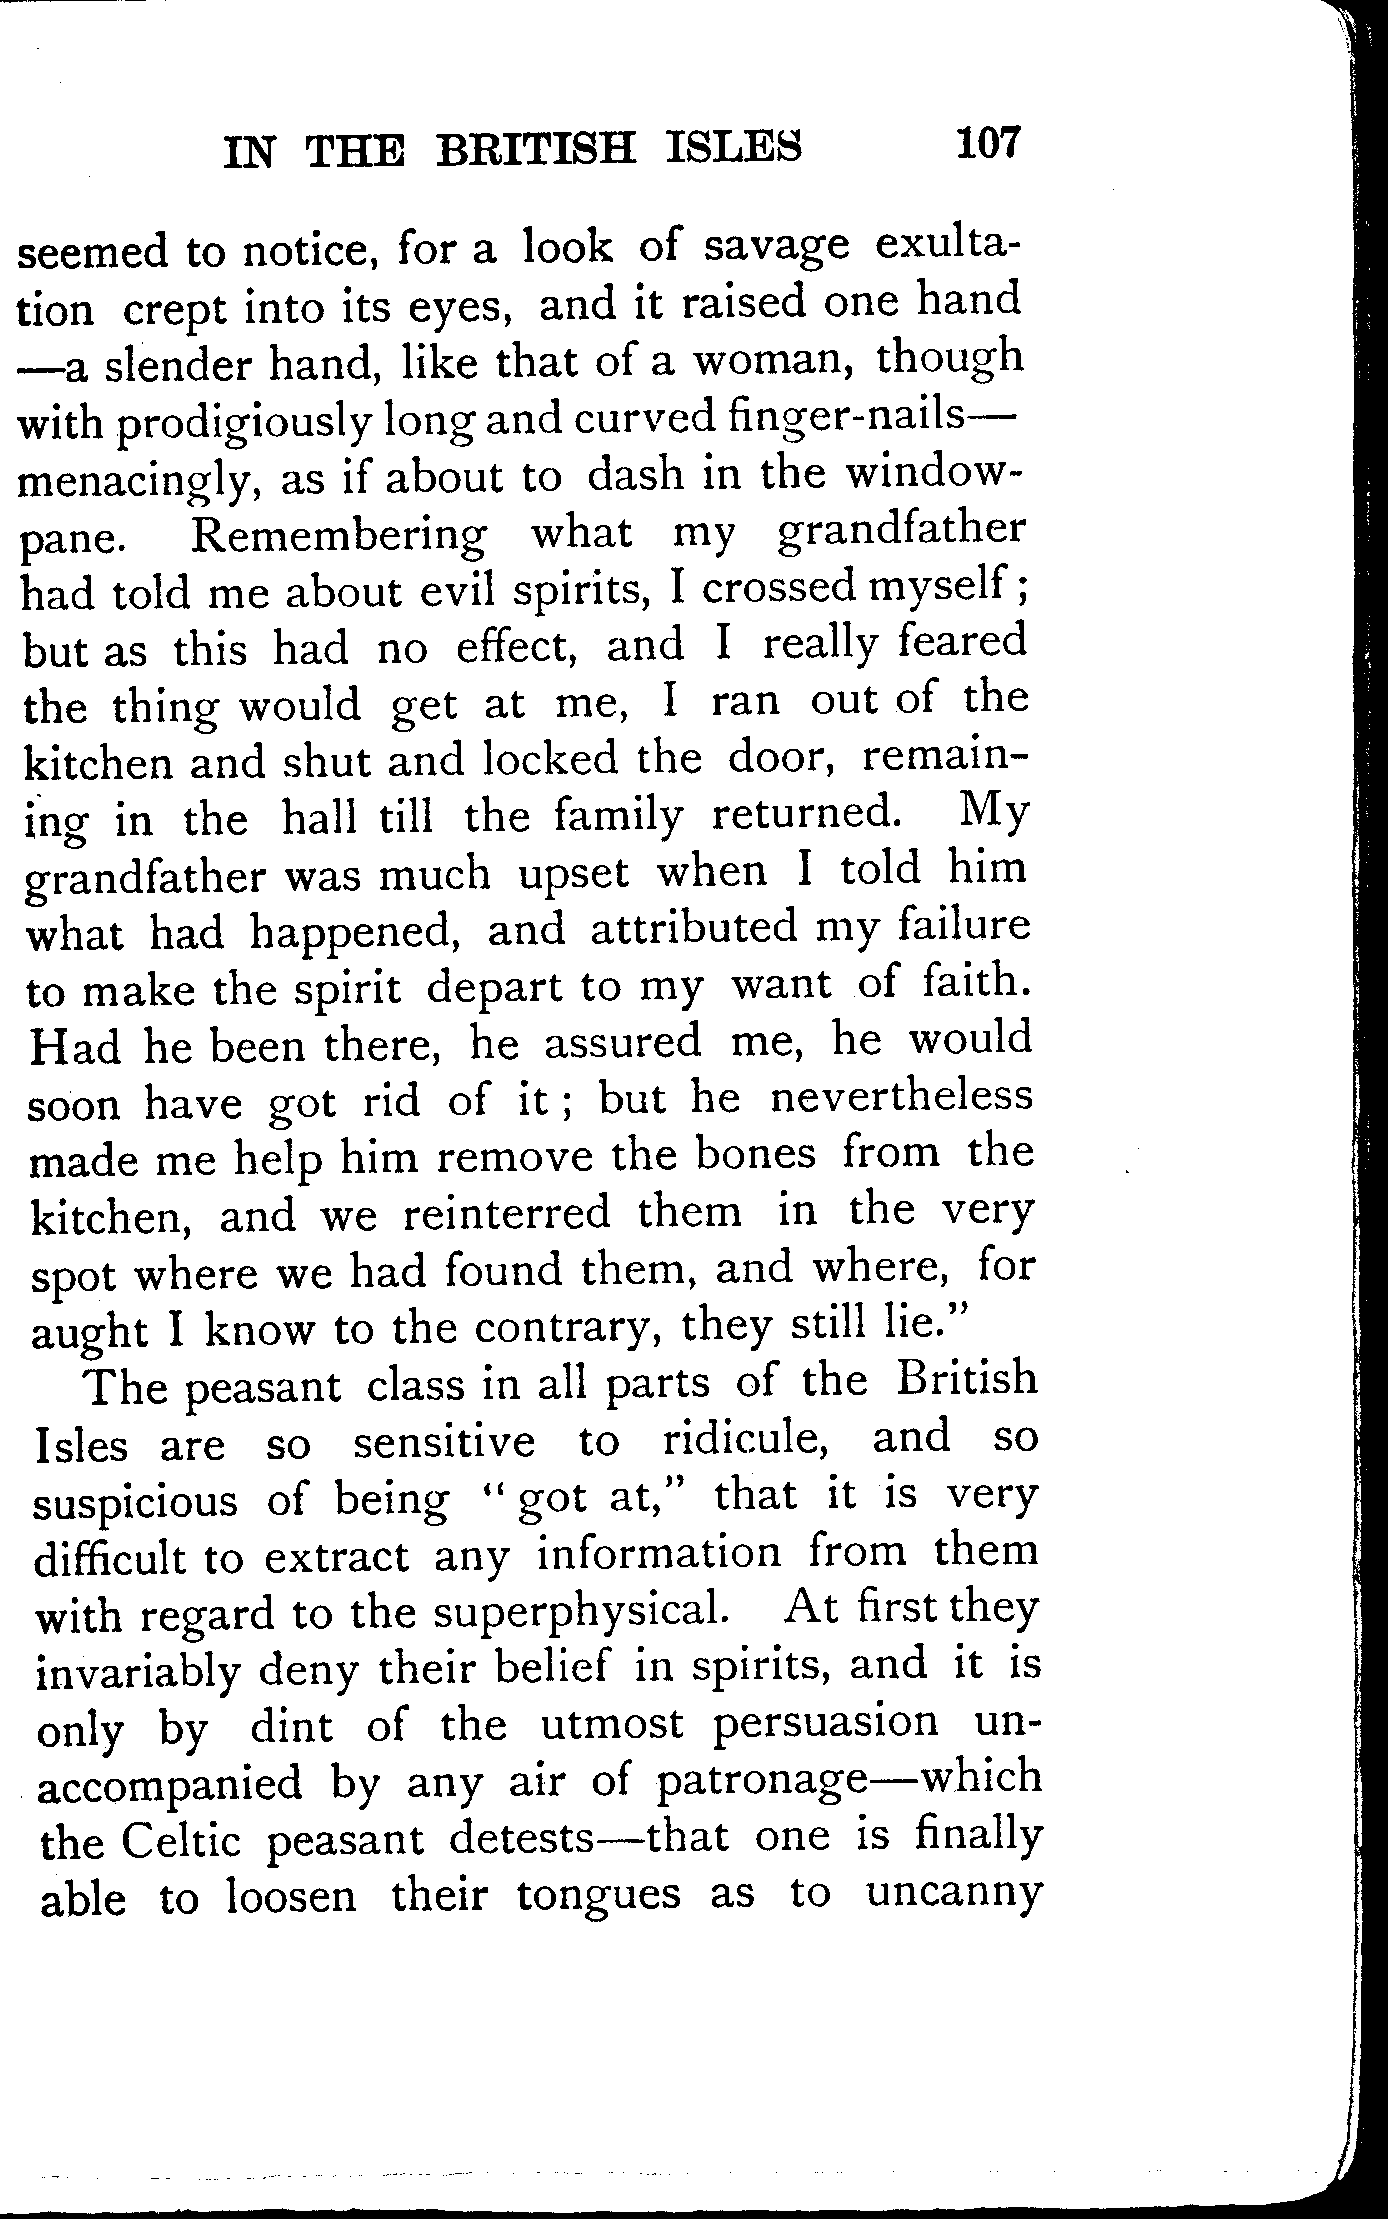 IN THE BRITISH ISLES 107
seemed to notice, for a look of savage exulta-
tion crept into its eyes, and it raised one hand
—a slender hand, like that of a woman, though
with prodigiously long and curved finger-nails—
menacingly, as if about to dash in the window-
pane. Remembering what my grandfather
had told me about evil spirits, I crossed myself ;
but as this had no effect, and I really feared
the thing would get at me, I ran out of the
kitchen and shut and locked the door, remain-
ing in the hall till the family returned. My
grandfather was much upset when I told him
what had happened, and attributed my failure
to make the spirit depart to my want of faith.
Had he been there, he assured me, he would
soon have got rid of it ; but he nevertheless
made me help him remove the bones from the
kitchen, and we reinterred them in the very
spot where we had found them, and where, for
aught I know to the contrary, they still lie.”
The peasant class in all parts of the British
Isles are so sensitive to ridicule, and so
suspicious of being “ got at,” that it is very
difficult to extract any information from them
with regard to the superphysical. At first they
invariably deny their belief in spirits, and it is
only by dint of the utmost persuasion un-
accompanied by any air of patronage—which
the Celtic peasant detests—that one is finally
able to loosen their tongues as to uncanny